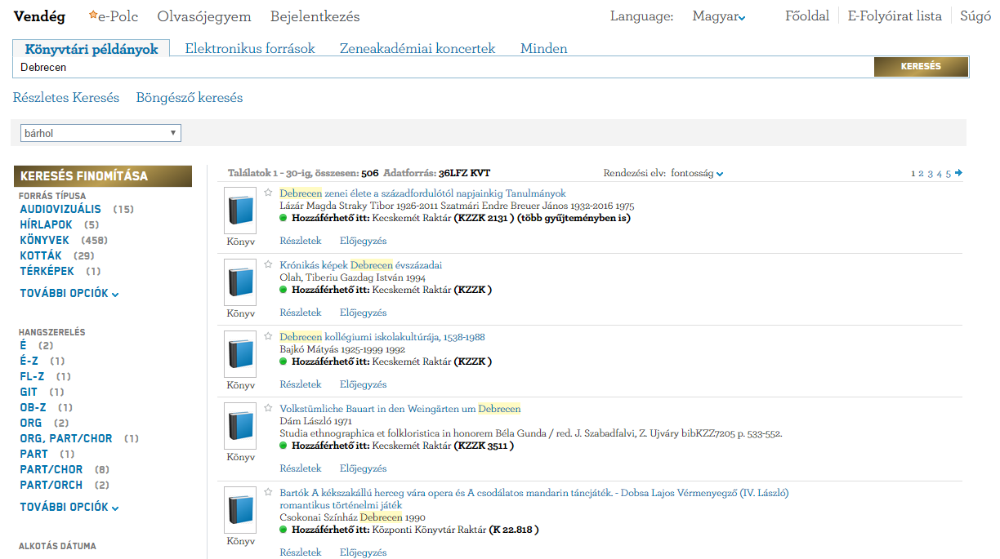 Vendég e-Polc Olvasójegyem Bejelentkezés Language: Magyar Főoldal E-Folyóirat lista Súgó
Könyvtári példányok Elektronikus források Zeneakadémiai koncertek Minden
Debrecen KERESÉS
Részletes Keresés Böngésző keresés
bárhol
KERESÉS FINOMÍTÁSA
FORRÁS TÍPUSA
AUDIOVIZUÁLIS (15)
HÍRLAPOK (5)
KÖNYVEK (458)
KOTTÁK (29)
TÉRKÉPEK (1)
TOVÁBBI OPCIÓK
HANGSZERELÉS
É (2)
É-Z (1)
FL-Z (1)
GIT (1)
OB-Z (1)
ORG (2)
ORG, PART/CHOR (1)
PART (1)
PART/CHOR (8)
PART/ORCH (2)
TOVÁBBI OPCIÓK
ALKOTÁS DÁTUMA
Találatok 1 - 30-ig, összesen: 506 Adatforrás: 36LFZ KVT Rendezési elv: fontosság 1 2 3 4 5
Debrecen zenei élete a századfordulótól napjainkig Tanulmányok
Lázár Magda Straky Tibor 1926-2011 Szatmári Endre Breuer János 1932-2016 1975
Hozzáférhető itt: Kecskemét Raktár (KZZK 2131 ) (több gyűjteményben is)
Könyv Részletek Előjegyzés
Krónikás képek Debrecen évszázadai
Olah, Tiberiu Gazdag István 1994
Hozzáférhető itt: Kecskemét Raktár (KZZK )
Könyv Részletek Előjegyzés
Debrecen kollégiumi iskolakultúrája, 1538-1988
Bajkó Mátyás 1925-1999 1992
Hozzáférhető itt: Kecskemét Raktár (KZZK )
Könyv Részletek Előjegyzés
Volkstümliche Bauart in den Weingärten um Debrecen
Dám László 1971
Studia ethnographica et folkloristica in honorem Béla Gunda / red. J. Szabadfalvi, Z. Ujváry bibKZZ7205 p. 533-552.
Hozzáférhető itt: Kecskemét Raktár (KZZK 3511 )
Könyv Részletek Előjegyzés
Bartók A kékszakállú herceg vára opera és A csodálatos mandarin táncjáték. - Dobsa Lajos Vérmenyegző (IV. László)
romantikus történelmi játék
Csokonai Színház Debrecen 1990
Hozzáférhető itt: Központi Könyvtár Raktár (K 22.818 )
Könyv Részletek Előjegyzés